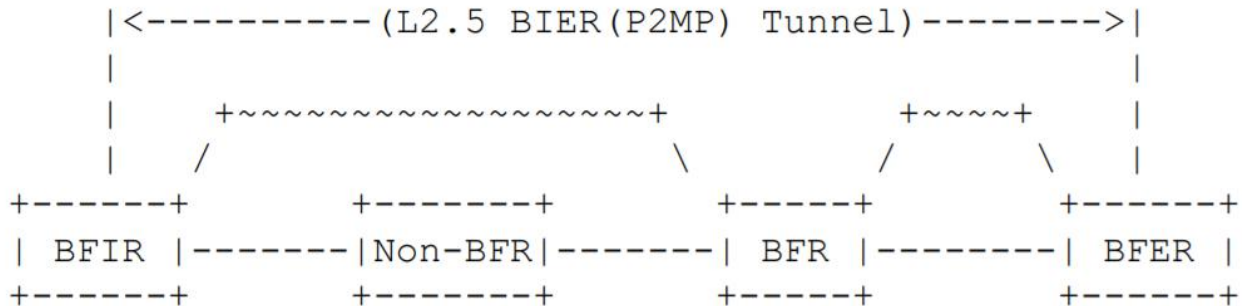 |<----------(L2.5 BIER(P2MP) Tunnel)-------->|
|                                            |
|    +~~~~~~~~~~~~~~~~~~+          +~~~~+    |
|   /                    \        /      \   |
+------+      +-------+      +-----+       +------+
| BFIR |-------|Non-BFR|-------| BFR |--------| BFER |
+------+      +-------+      +-----+       +------+